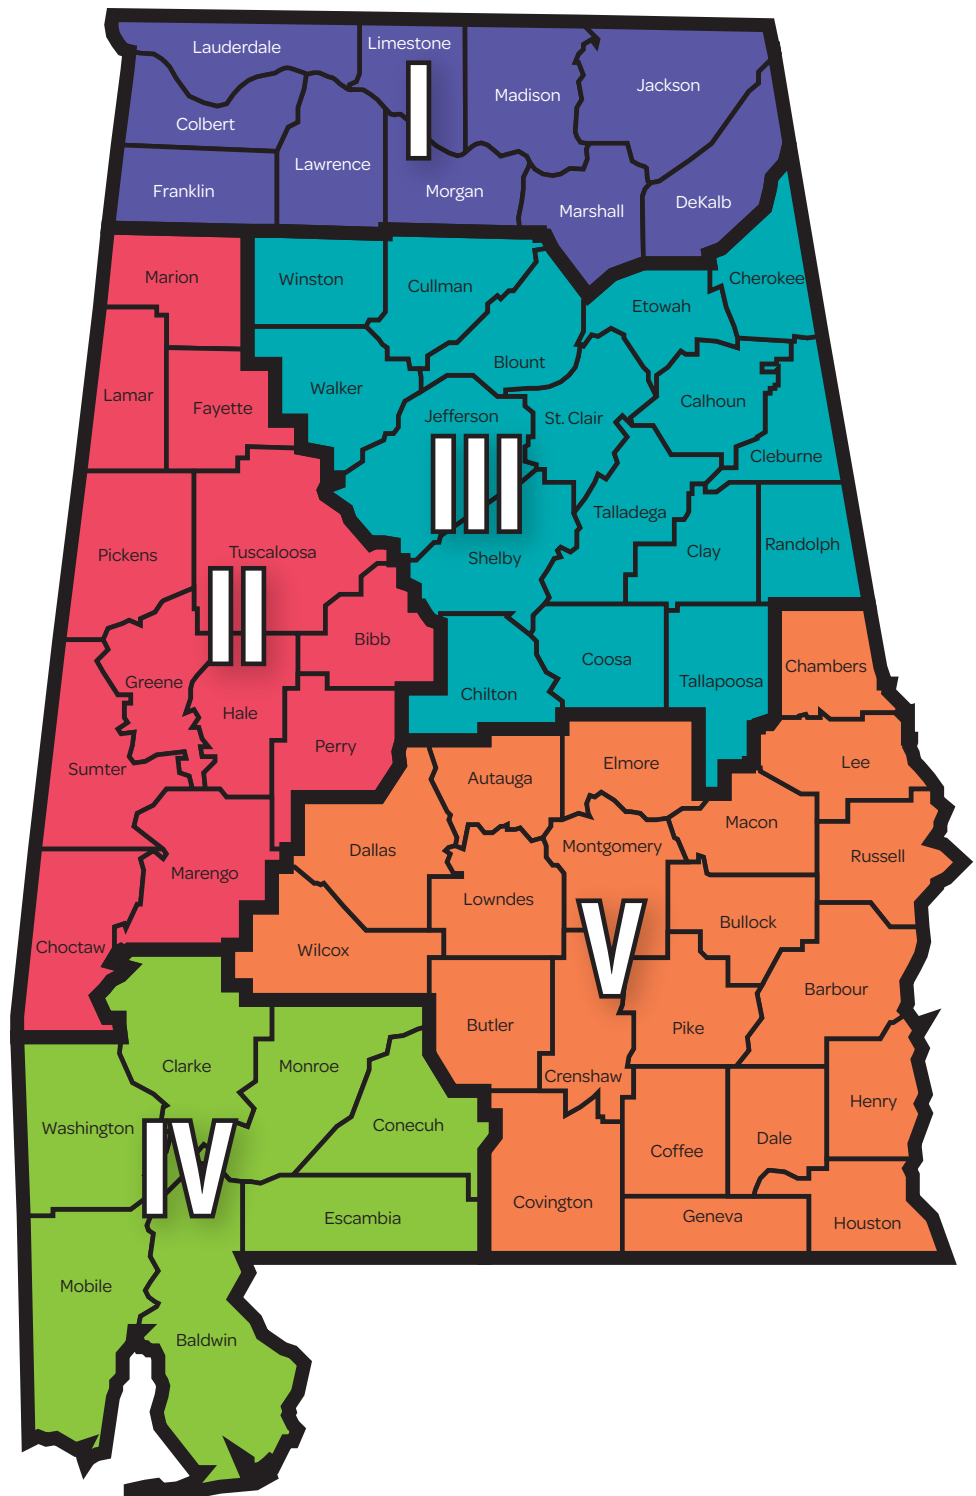 Lauderdale
Limestone
Madison
Jackson
Colbert
I
Lawrence
Franklin
Morgan
Marshall
DeKalb
Marion
Winston
Cullman
Etowah
Cherokee
Blount
Walker
Lamar
Fayette
Jefferson
St. Clair
Calhoun
Cleburne
III
Talladega
Pickens
Tuscaloosa
Shelby
Clay
Randolph
II
Bibb
Greene
Hale
Coosa
Tallapoosa
Chambers
Chilton
Perry
Sumter
Autauga
Elmore
Lee
Dallas
Montgomery
Macon
Russell
Marengo
Lowndes
Bullock
Choctaw
Wilcox
V
Barbour
Butler
Pike
Clarke
Monroe
Crenshaw
Henry
Washington
Conecuh
Coffee
Dale
IV
Escambia
Covington
Geneva
Houston
Mobile
Baldwin